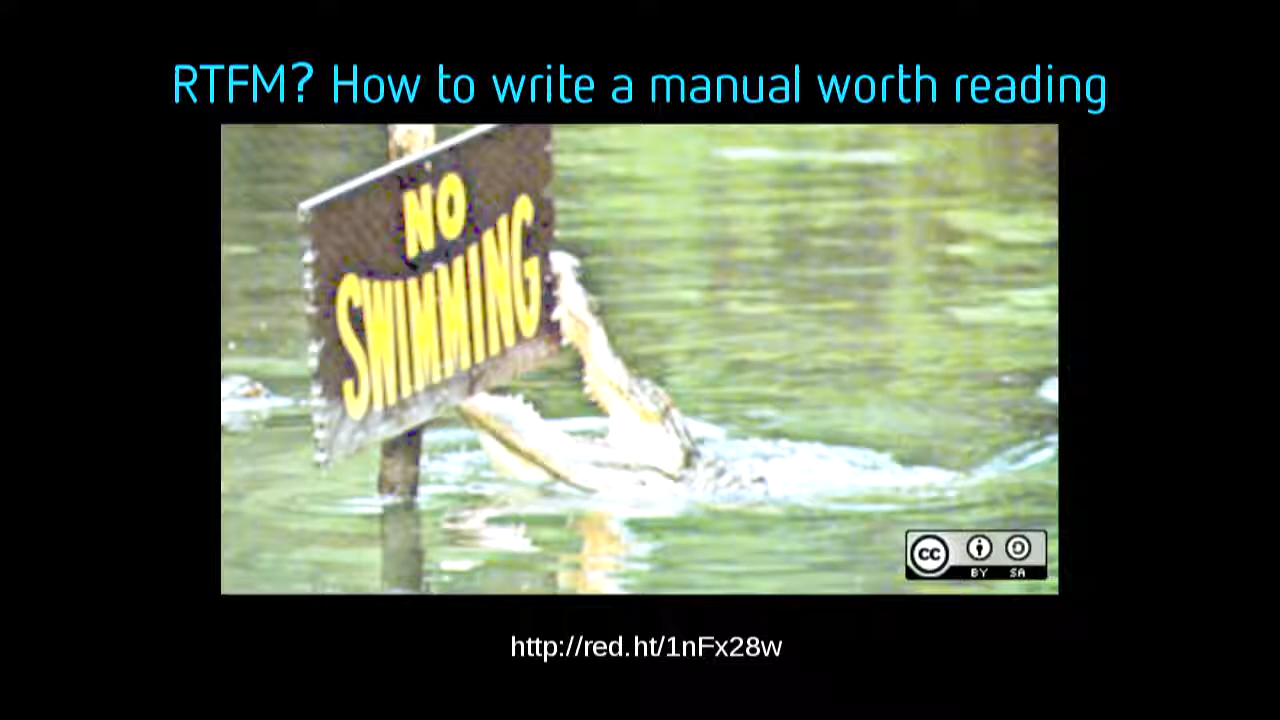 RTFM? How to write a manual worth reading
NO
SWIMMING
CC
BY SA
http://red.ht/1nFx28w